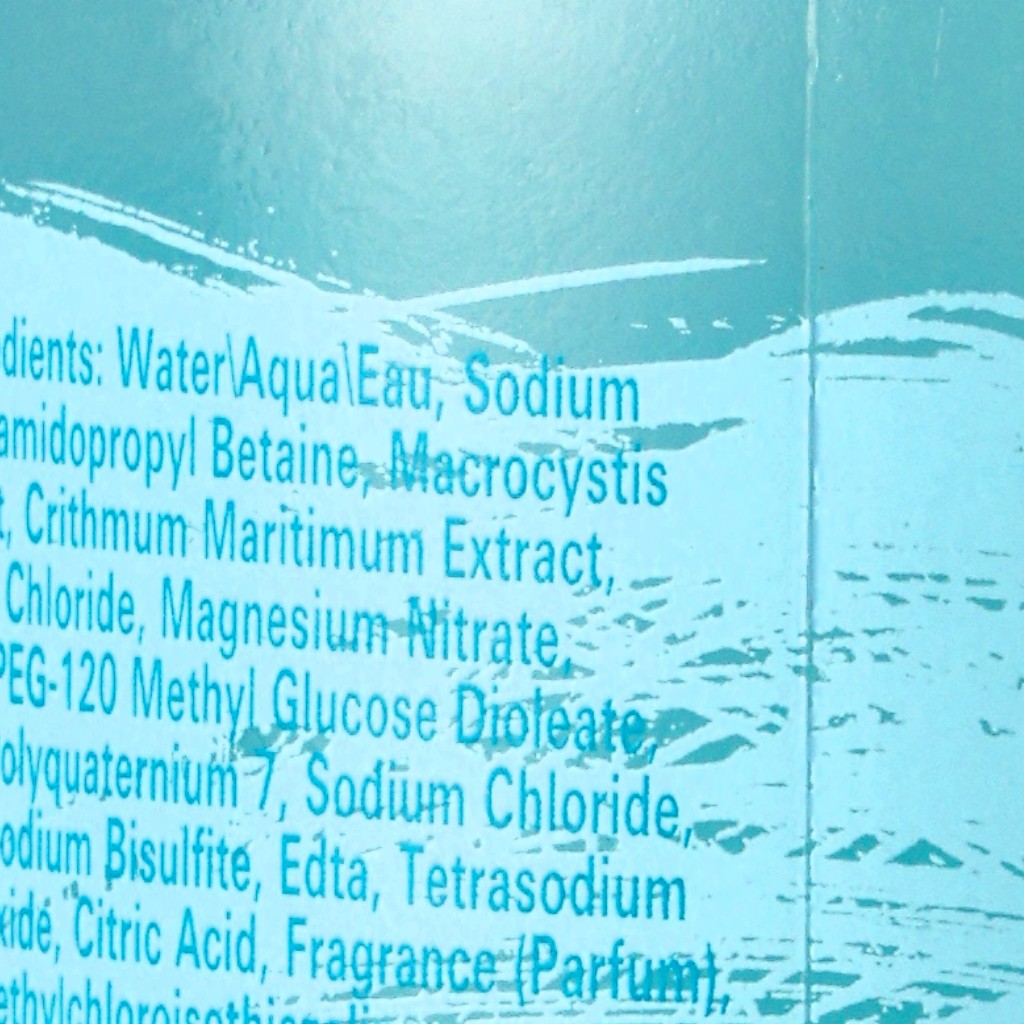 dients: Water\Aqua\Eau, Sodium
amidopropyl Betaine, Macrocystis
t, Crithmum Maritimum Extract,
Chloride, Magnesium Nitrate,
PEG-120 Methyl Glucose Dioleate,
olyquaternium 7, Sodium Chloride,
odium Bisulfite, Edta, Tetrasodium
xide, Citric Acid, Fragrance (Parfum),